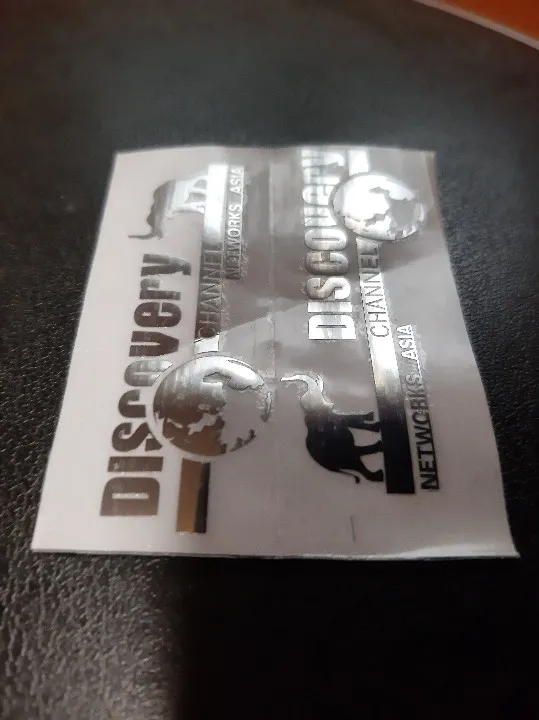 DISCOVERY
CHANNEL
NETWORKS ASIA
DISCOVERY
CHANNEL
NETWORKS ASIA